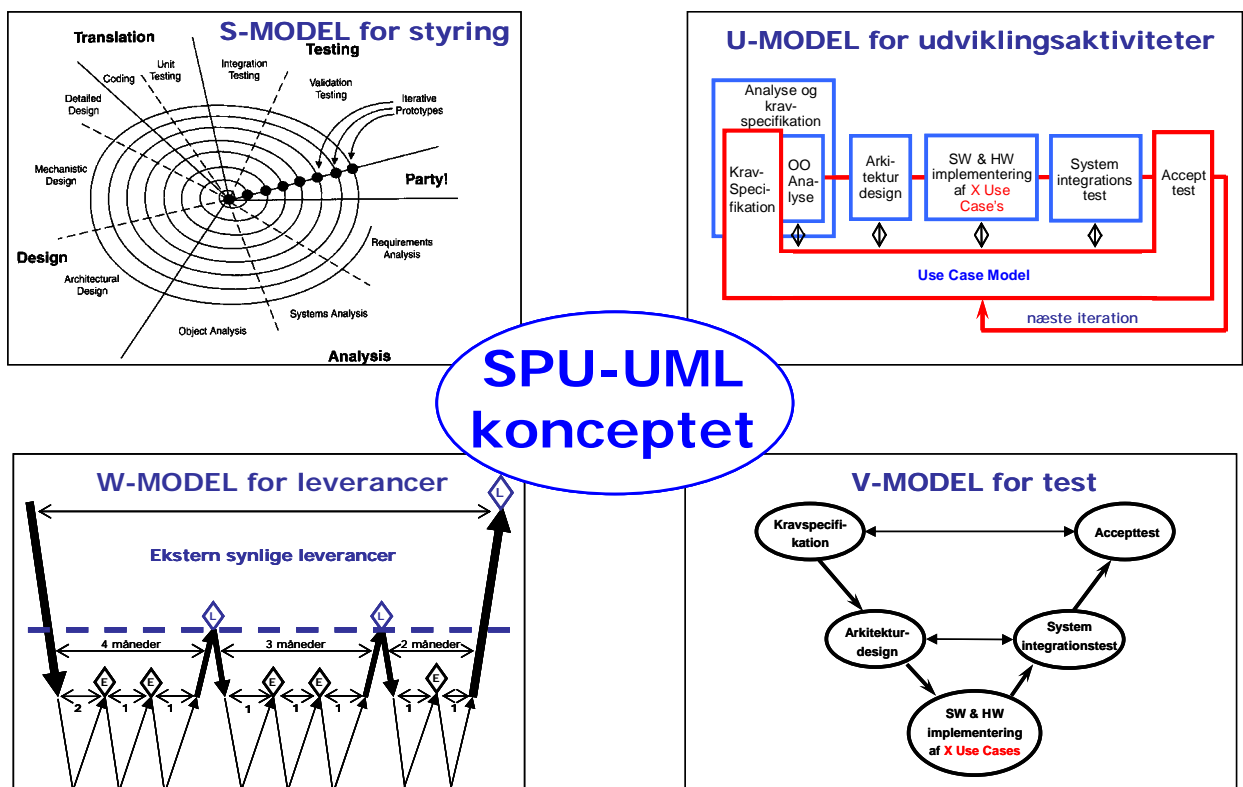 S-MODEL for styring
Translation
Testing
Unit
Testing
Integration
Testing
Coding
Validation
Testing
Detailed
Design
Iterative
Prototypes
Mechanistic
Design
Party!
Design
Requirements
Analysis
Architectural
Design
Systems Analysis
Object Analysis
Analysis
U-MODEL for udviklingsaktiviteter
Analyse og
krav-
specifikation
Krav-
Speci-
fikation
OO
Ana-
lyse
Arki-
tektur
design
SW & HW
implementering
af X Use
Case's
System
integrations
test
Accept
test
Use Case Model
næste iteration
SPU-UML
konceptet
W-MODEL for leverancer
L
Ekstern synlige leverancer
L
L
4 måneder
3 måneder
2 måneder
E
E
E
E
E
2
1
1
1
1
1
1
1
V-MODEL for test
Kravspecifi-
kation
Accepttest
Arkitektur-
design
System
integrationstest
SW & HW
implementering
af X Use Cases